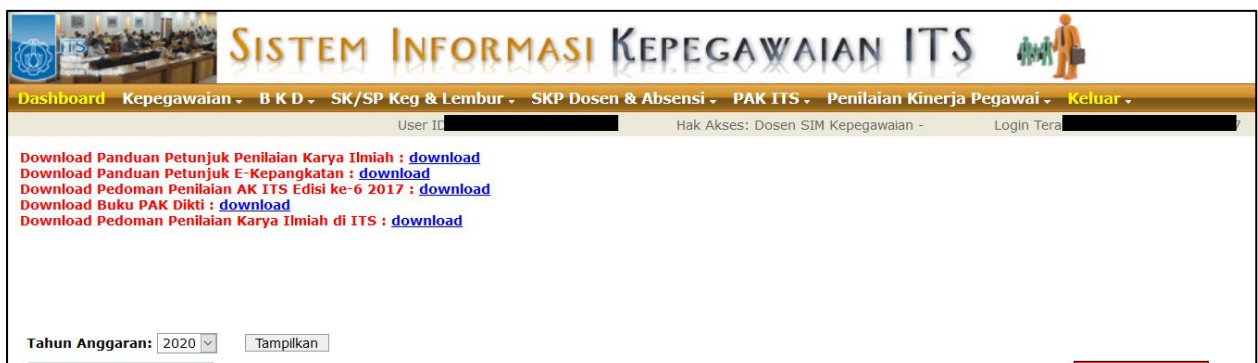 ITS
SISTEM INFORMASI KEPEGAWAIAN ITS
Dashboard Kepegawaian B K D SK/SP Keg & Lembur SKP Dosen & Absensi PAK ITS Penilaian Kinerja Pegawai Keluar
User ID Hak Akses: Dosen SIM Kepegawaian - Login Tera 7
Download Panduan Petunjuk Penilaian Karya Ilmiah : download
Download Panduan Petunjuk E-Kepangkatan : download
Download Pedoman Penilaian AK ITS Edisi ke-6 2017 : download
Download Buku PAK Dikti : download
Download Pedoman Penilaian Karya Ilmiah di ITS : download
Tahun Anggaran: 2020 Tampilkan